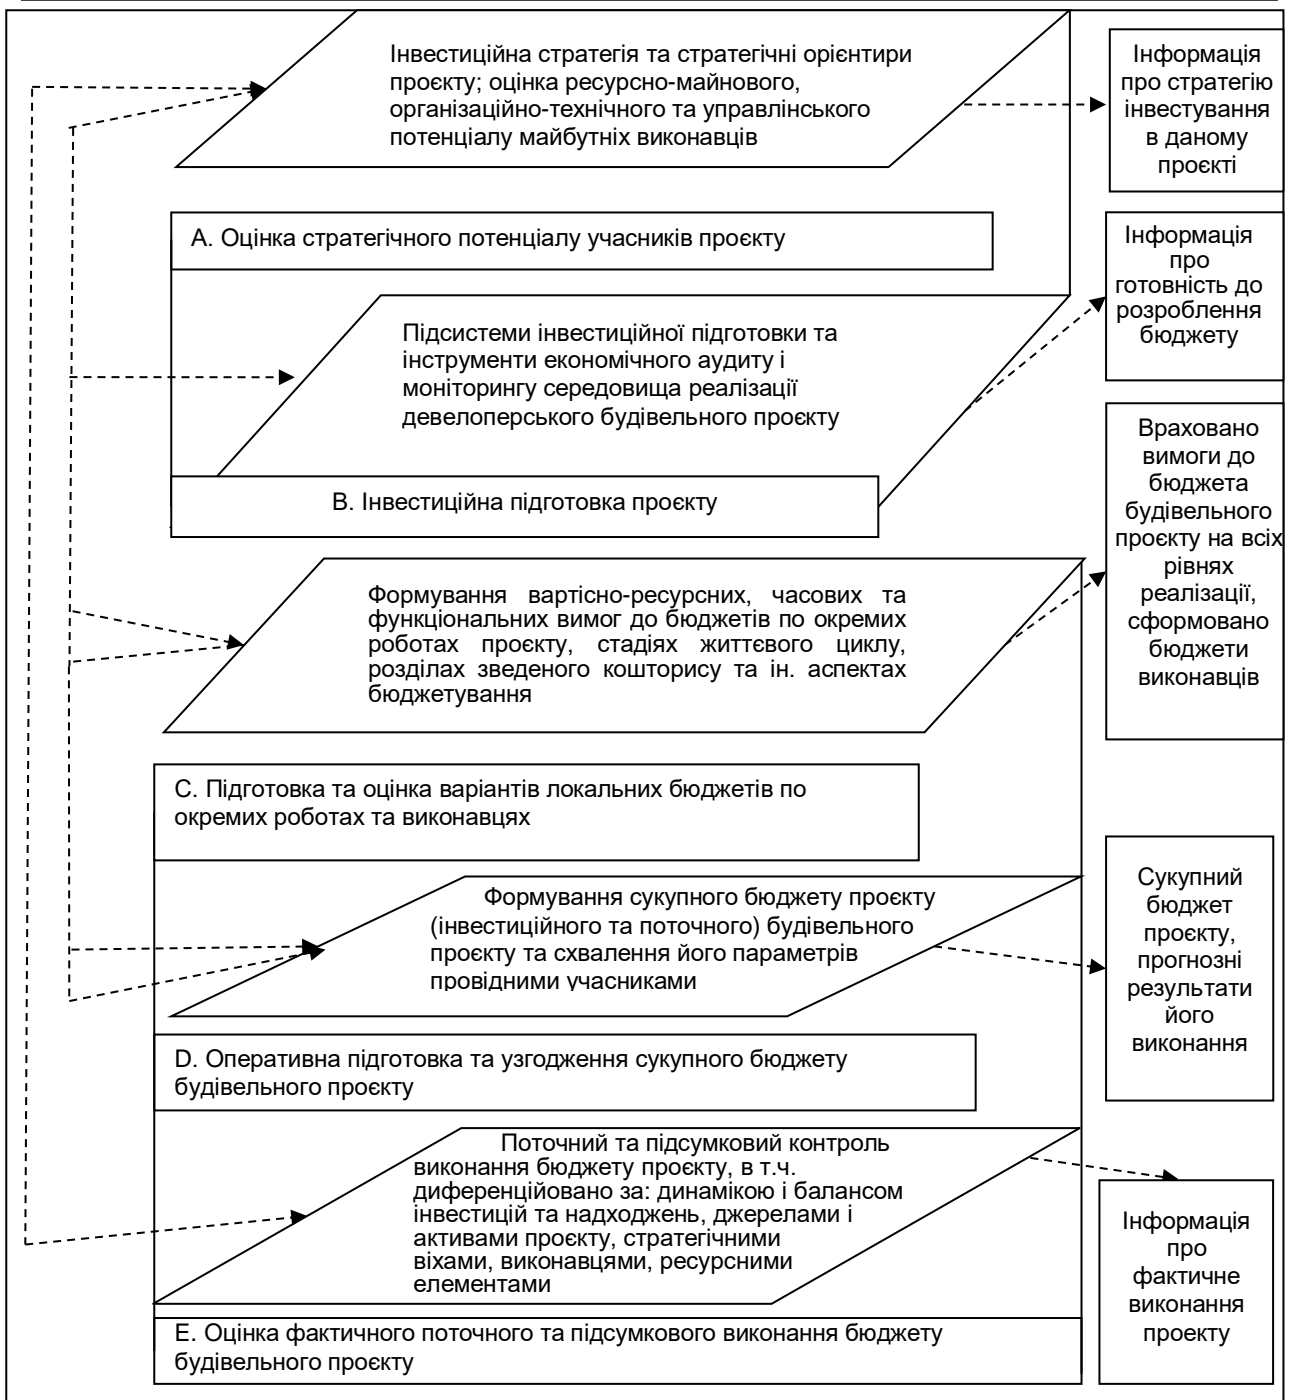 Інвестиційна стратегія та стратегічні орієнтири
проєкту; оцінка ресурсно-майнового,
організаційно-технічного та управлінського
потенціалу майбутніх виконавців
Інформація
про стратегію
інвестування
в даному
проєкті
А. Оцінка стратегічного потенціалу учасників проєкту
Інформація
про
готовність до
розроблення
бюджету
Підсистеми інвестиційної підготовки та
інструменти економічного аудиту і
моніторингу середовища реалізації
девелоперського будівельного проєкту
В. Інвестиційна підготовка проєкту
Враховано
вимоги до
бюджета
будівельного
проєкту на всіх
рівнях
реалізації,
сформовано
бюджети
виконавців
Формування вартісно-ресурсних, часових та
функціональних вимог до бюджетів по окремих
роботах проєкту, стадіях життєвого циклу,
розділах зведеного кошторису та ін. аспектах
бюджетування
С. Підготовка та оцінка варіантів локальних бюджетів по
окремих роботах та виконавцях
Формування сукупного бюджету проєкту
(інвестиційного та поточного) будівельного
проєкту та схвалення його параметрів
провідними учасниками
Сукупний
бюджет
проєкту,
прогнозні
результати
його
виконання
D. Оперативна підготовка та узгодження сукупного бюджету
будівельного проєкту
Поточний та підсумковий контроль
виконання бюджету проєкту, в т.ч.
диференційовано за: динамікою і балансом
інвестицій та надходжень, джерелами і
активами проєкту, стратегічними
віхами, виконавцями, ресурсними
елементами
Інформація
про
фактичне
виконання
проекту
Е. Оцінка фактичного поточного та підсумкового виконання бюджету
будівельного проєкту